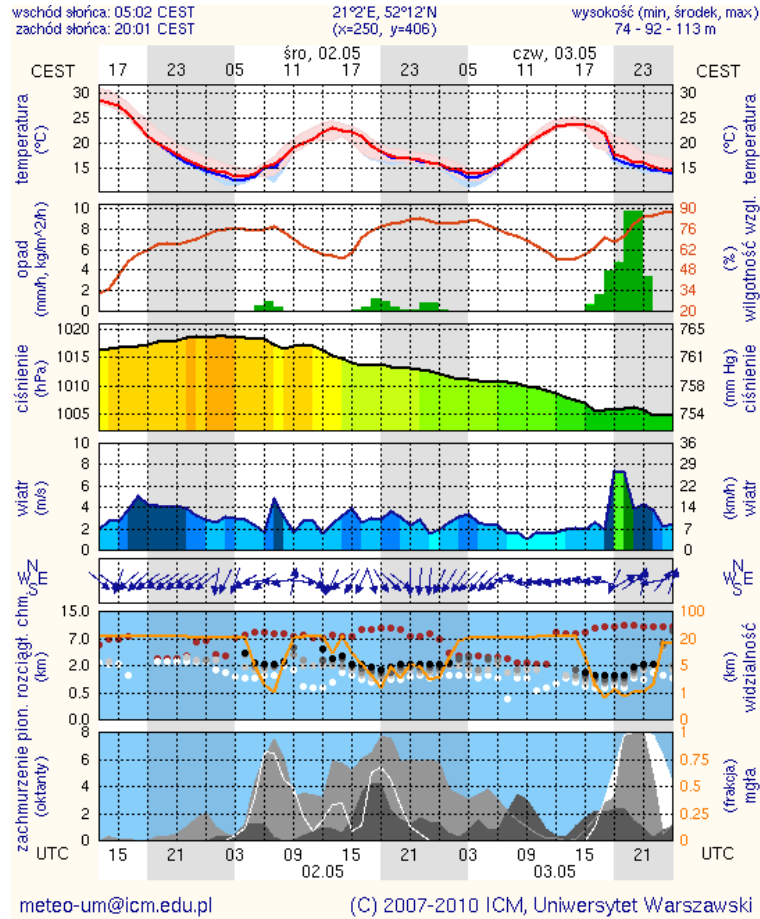 wschód słońca: 05:02 CEST 21°2'E, 52°12'N wysokość (min, środek, max)
zachód słońca: 20:01 CEST (x=250, y=406) 74 - 92 - 113 m
śro, 02.05 czw, 03.05
CEST 17 23 05 11 17 23 05 11 17 23 CEST
temperatura (°C)
30 25 20 15
30 25 20 15
(°C) temperatura
opad (mm/h, kg/m^2/h)
10 8 6 4 2 0
90 76 62 48 34 20
(%) wilgotność wzgl.
ciśnienie (hPa)
1020 1015 1010 1005
765 761 758 754
(mm Hg) ciśnienie
wiatr (m/s)
10 8 6 4 2 0
36 29 22 14 7 0
(km/h) wiatr
N W E S
N W E S
pion. rozciągł. chm. (km)
15.0 7.0 2.0 0.5 0.0
100 20 5 1 0
(km) widzialność
zachmurzenie (oktanty)
8 6 4 2 0
1 0.75 0.5 0.25 0
(frakcja) mgła
UTC 15 21 03 09 15 21 03 09 15 21 UTC
02.05 03.05
meteo-um@icm.edu.pl (C) 2007-2010 ICM, Uniwersytet Warszawski